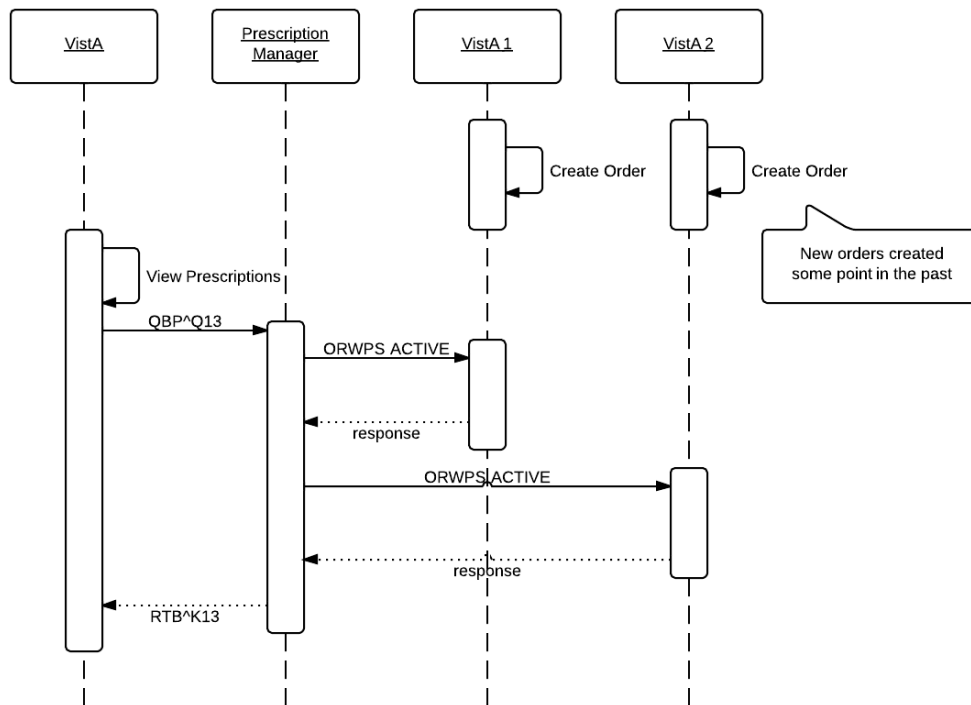 VistA
Prescription
Manager
VistA 1
VistA 2
Create Order
Create Order
New orders created
some point in the past
View Prescriptions
QBP^Q13
ORWPS ACTIVE
response
ORWPS ACTIVE
response
RTB^K13